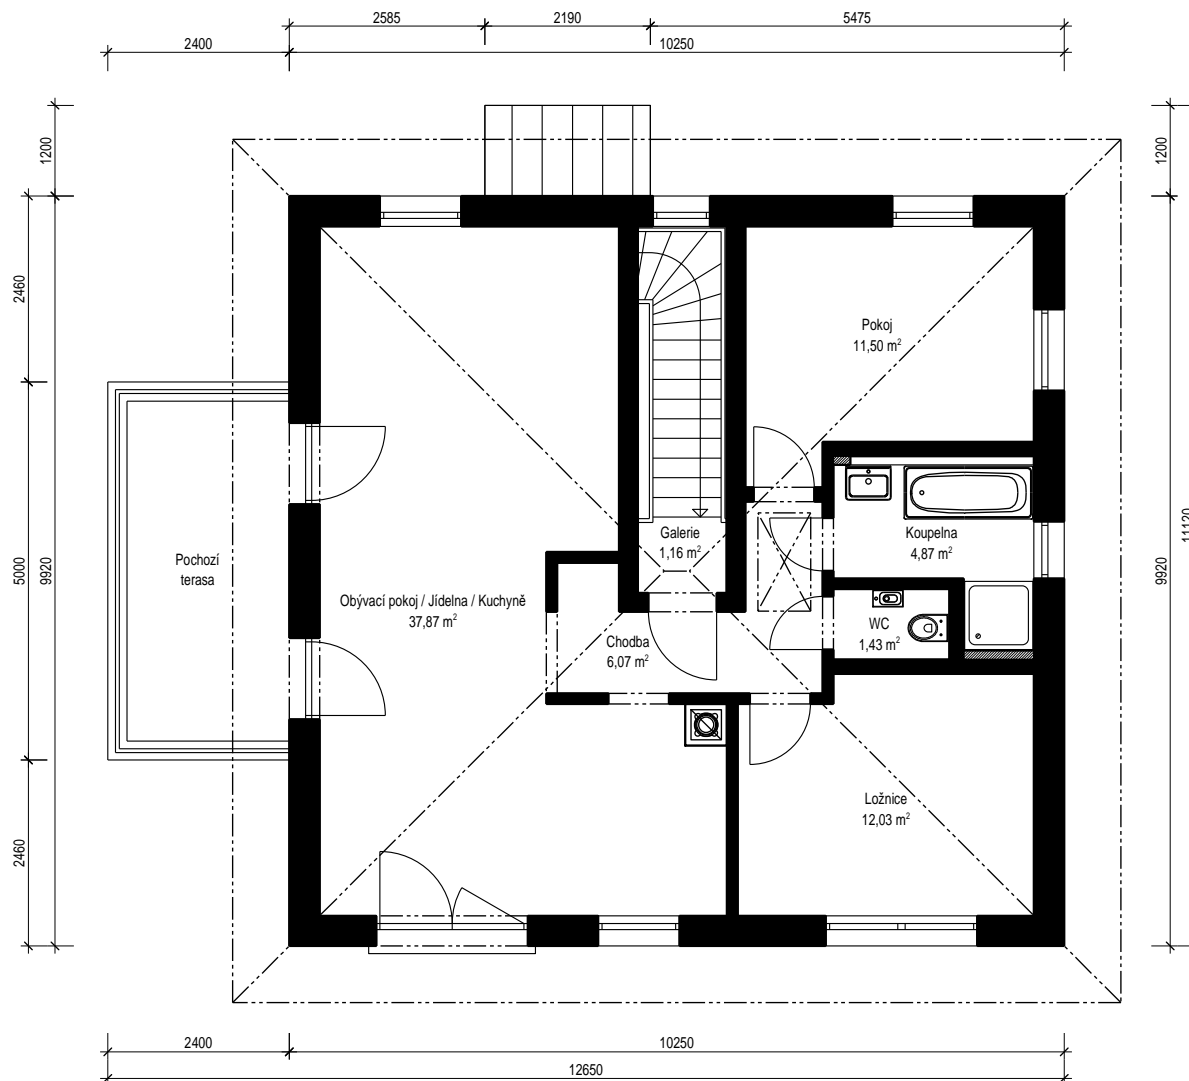 2585
2190
5475
2400
10250
1200
1200
2460
Pokoj
11,50 m²
Galerie
1,16 m²
Koupelna
4,87 m²
Pochozí
terasa
5000
9920
9920
11120
Obývací pokoj / Jídelna / Kuchyně
37,87 m²
Chodba
6,07 m²
WC
1,43 m²
Ložnice
12,03 m²
2460
2400
10250
12650